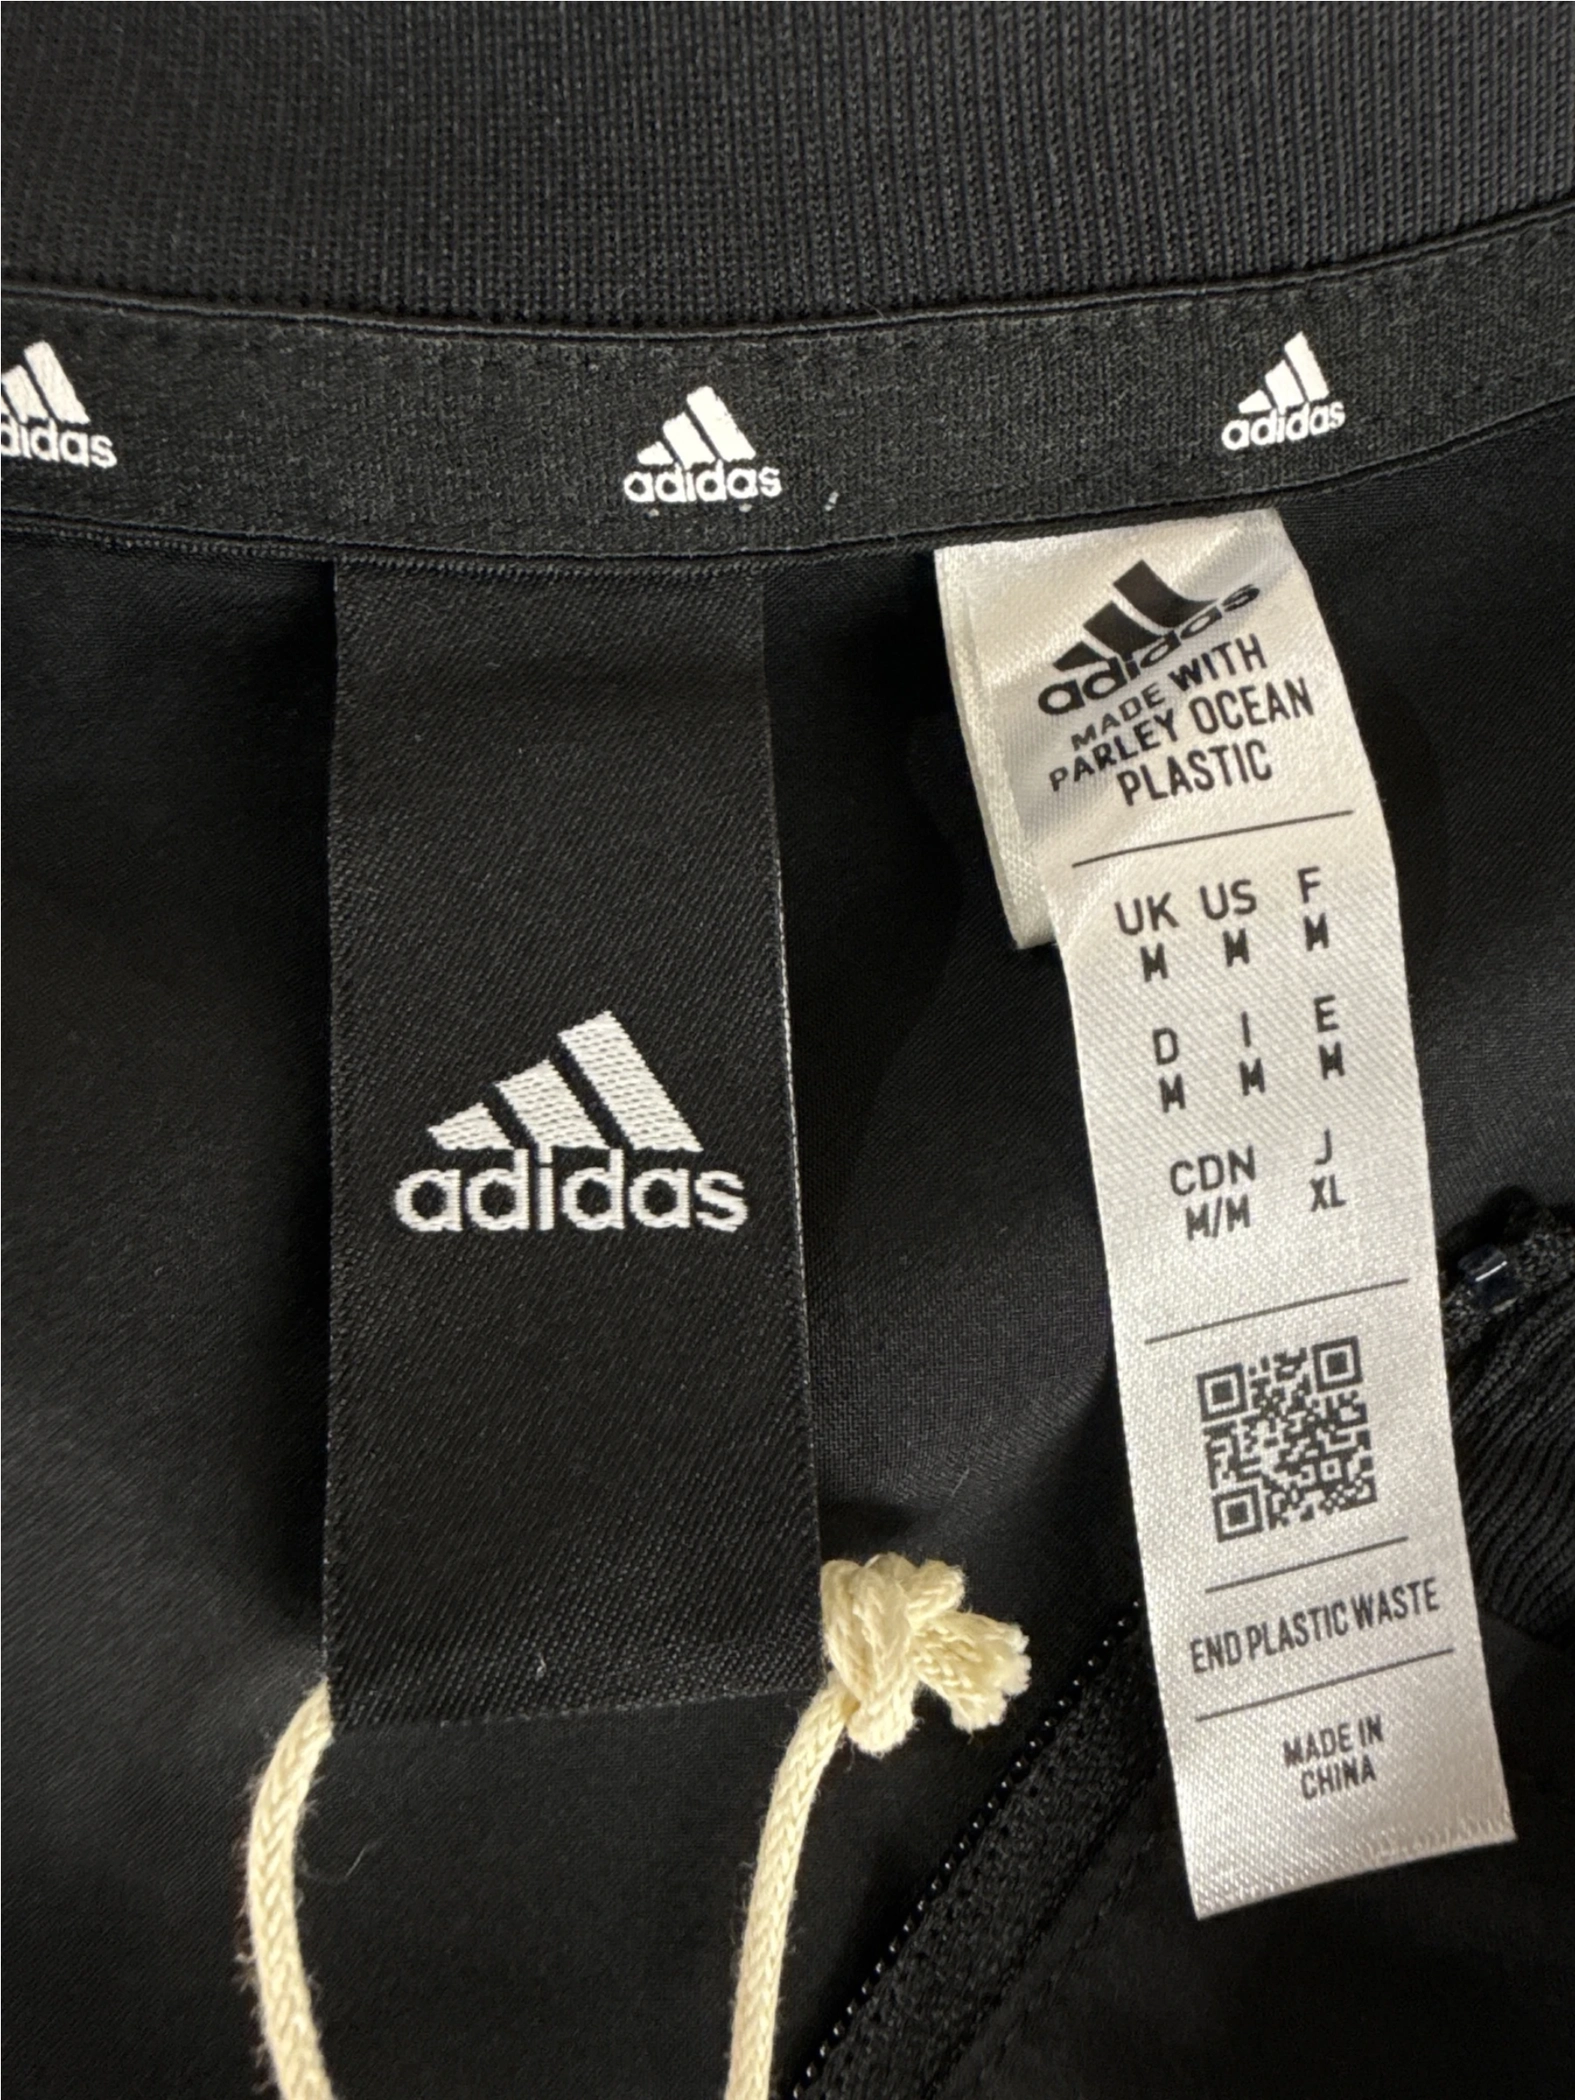 adidas
adidas
adidas
adidas
adidas
MADE WITH
PARLEY OCEAN
PLASTIC
UK US F
M M M
D I E
M M M
CDN J
M/M XL
END PLASTIC WASTE
MADE IN
CHINA